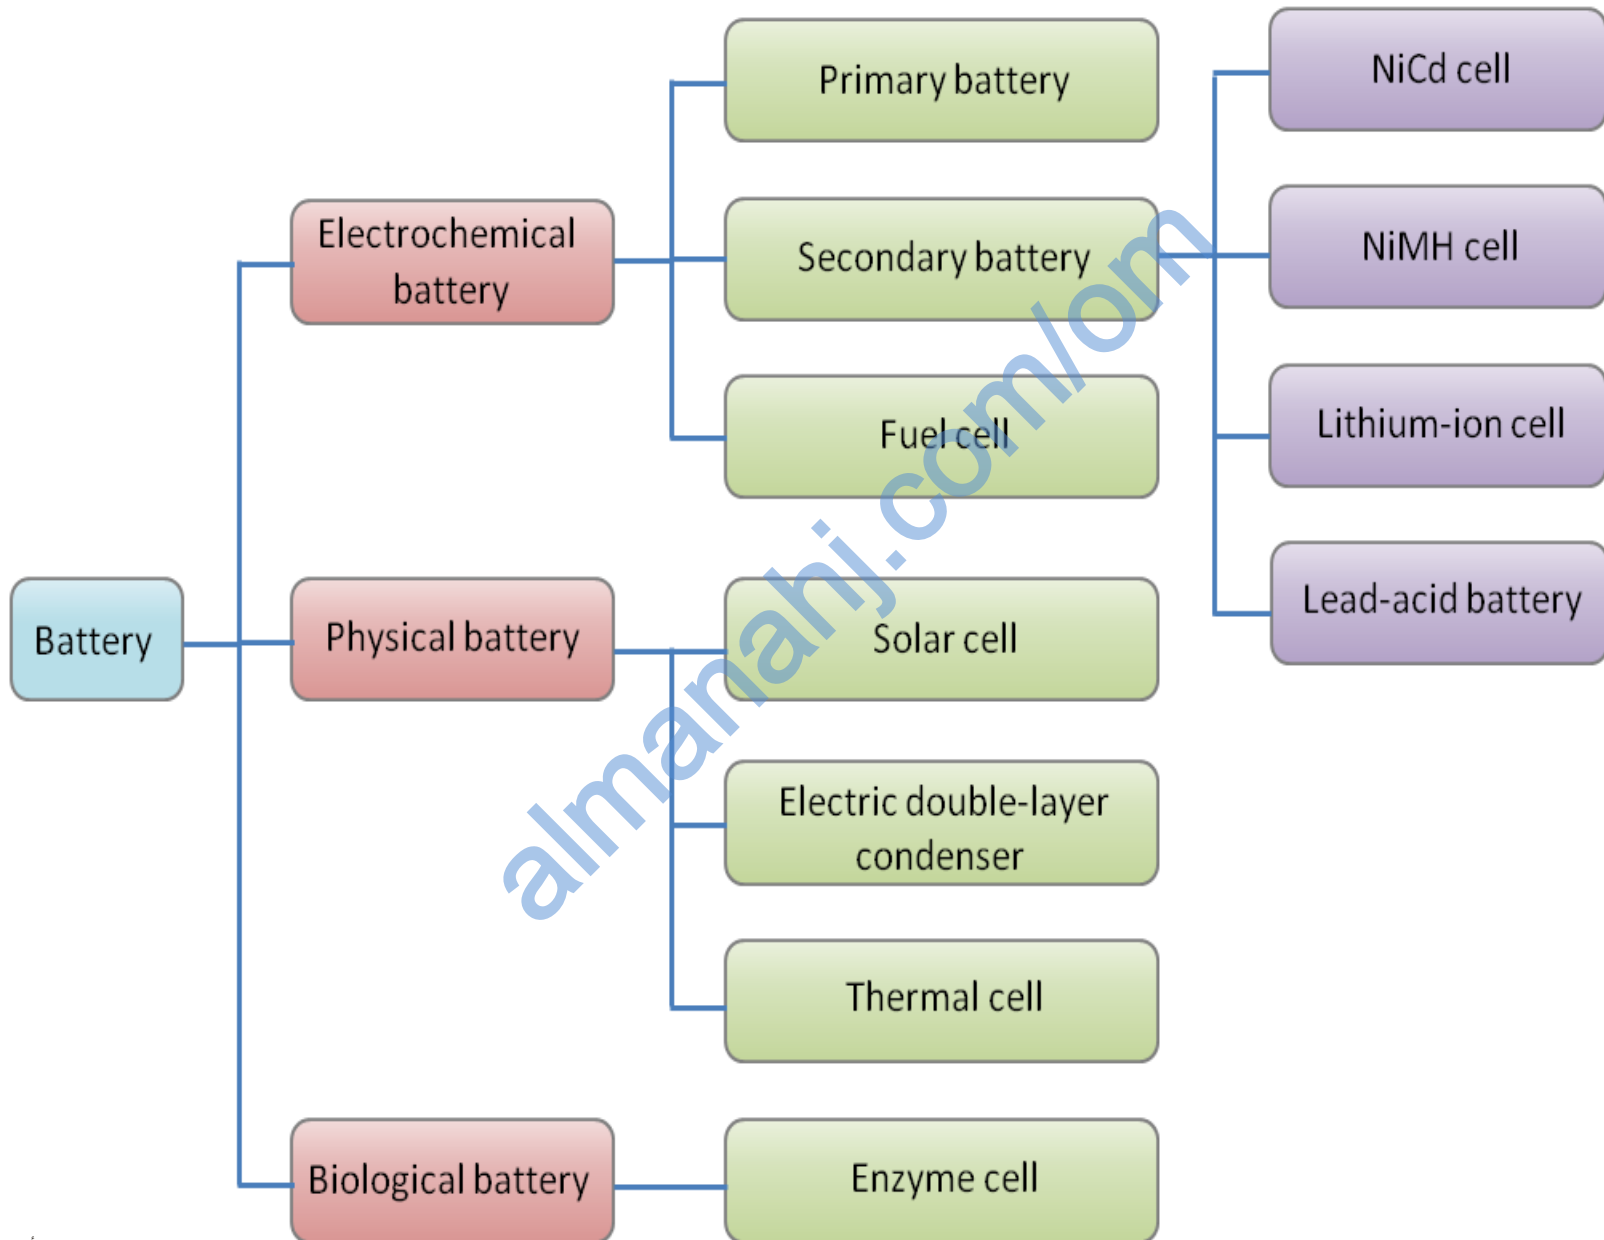 Primary battery
NiCd cell
Electrochemical
battery
Secondary battery
NiMH cell
Fuel cell
Lithium-ion cell
Battery
Physical battery
Solar cell
Lead-acid battery
Electric double-layer
condenser
Thermal cell
Biological battery
Enzyme cell
almanahj.com/om